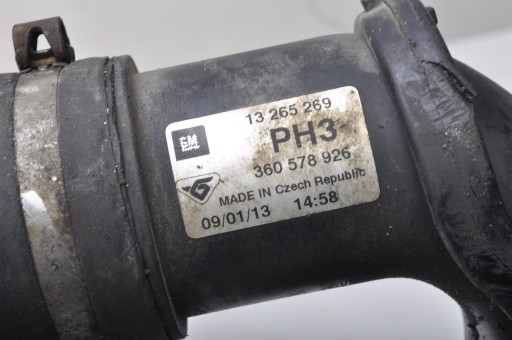 13 265 269
GM
PH3
360 578 926
MADE IN Czech Republic
09/01/13 14:58